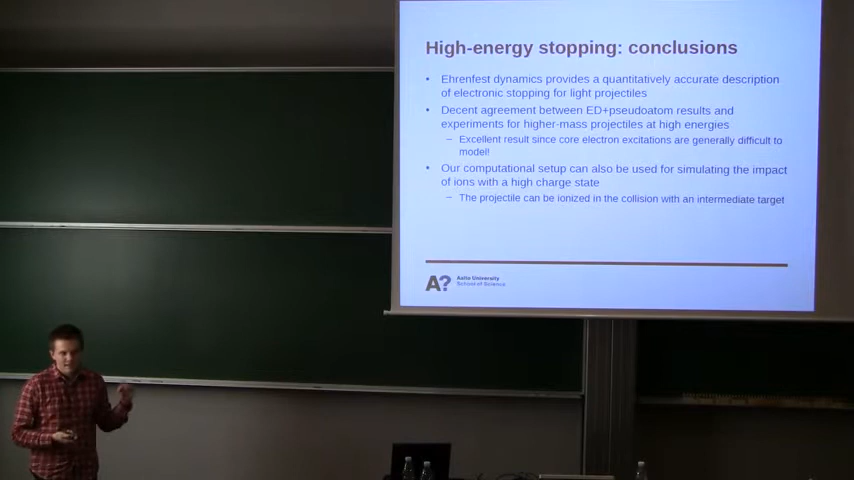 High-energy stopping: conclusions
• Ehrenfest dynamics provides a quantitatively accurate description
of electronic stopping for light projectiles
• Decent agreement between ED+pseudoatom results and
experiments for higher-mass projectiles at high energies
– Excellent result since core electron excitations are generally difficult to
model!
• Our computational setup can also be used for simulating the impact
of ions with a high charge state
– The projectile can be ionized in the collision with an intermediate target
A?
Aalto University
School of Science